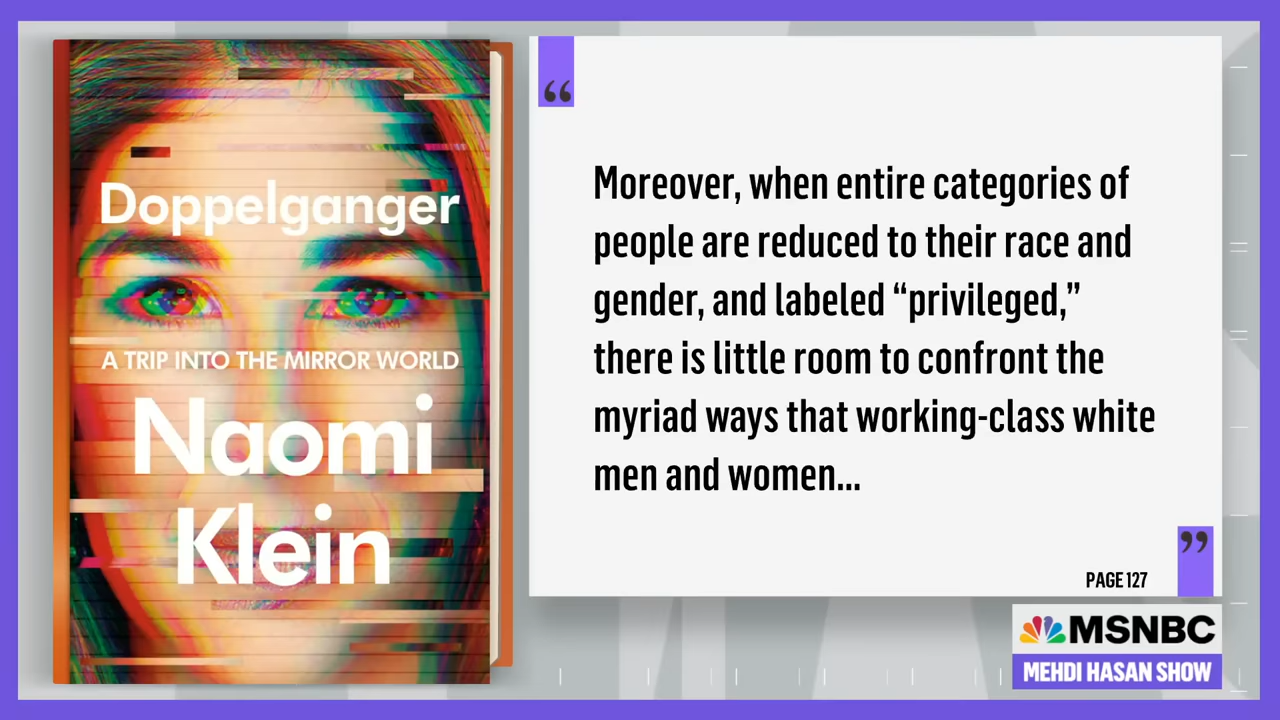 Doppelganger
A TRIP INTO THE MIRROR WORLD
Naomi
Klein
“
Moreover, when entire categories of
people are reduced to their race and
gender, and labeled “privileged,”
there is little room to confront the
myriad ways that working-class white
men and women...
”
PAGE 127
MSNBC
MEHDI HASAN SHOW